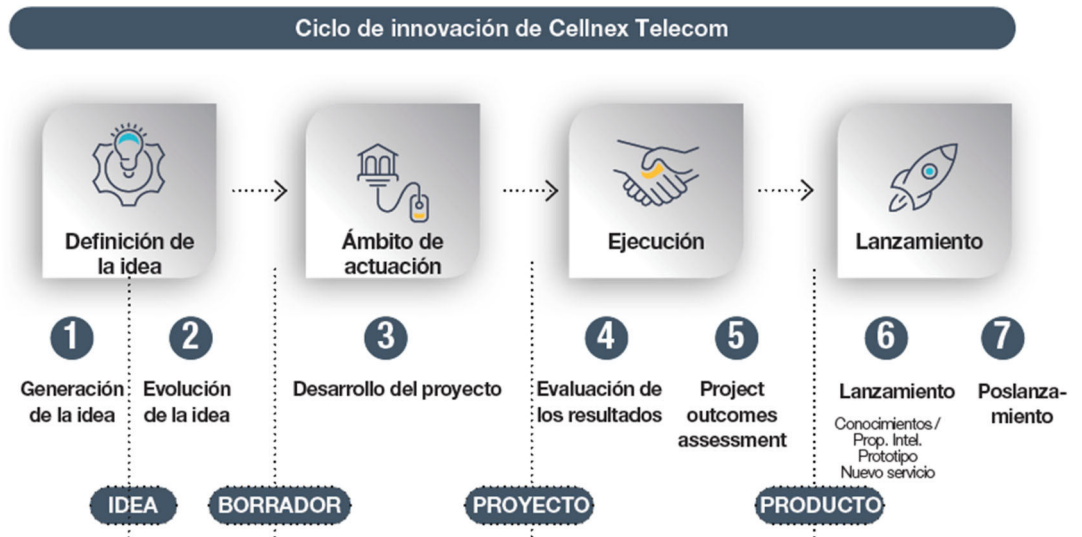 Ciclo de innovación de Cellnex Telecom
Definición de
la idea
Ámbito de
actuación
Ejecución
Lanzamiento
1
2
3
4
5
6
7
Generación
de la idea
Evolución
de la idea
Desarrollo del proyecto
Evaluación de
los resultados
Project
outcomes
assessment
Lanzamiento
Conocimientos /
Prop. Intel.
Prototipo
Nuevo servicio
Poslanza-
miento
IDEA
BORRADOR
PROYECTO
PRODUCTO